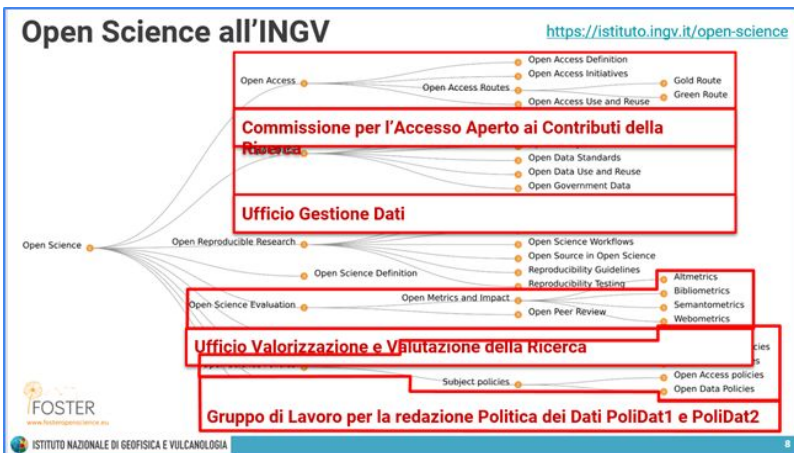 Open Science all'INGV
https://istituto.ingv.it/open-science
Open Access Definition
Open Access Initiatives
Open Access
Open Access Routes
Gold Route
Green Route
Open Access Use and Reuse
Commissione per l'Accesso Aperto ai Contributi della
Ricerca
Open Data Standards
Open Data Use and Reuse
Open Government Data
Ufficio Gestione Dati
Open Science
Open Reproducible Research
Open Science Workflows
Open Source in Open Science
Open Science Definition
Reproducibility Guidelines
Reproducibility Testing
Altmetrics
Open Science Evaluation
Open Metrics and Impact
Bibliometrics
Semantometrics
Open Peer Review
Webometrics
Ufficio Valorizzazione e Valutazione della Ricerca
Subject policies
Open Access policies
Open Data Policies
Gruppo di Lavoro per la redazione Politica dei Dati PoliDat1 e PoliDat2
FOSTER
www.fosteropenscience.eu
ISTITUTO NAZIONALE DI GEOFISICA E VULCANOLOGIA
8